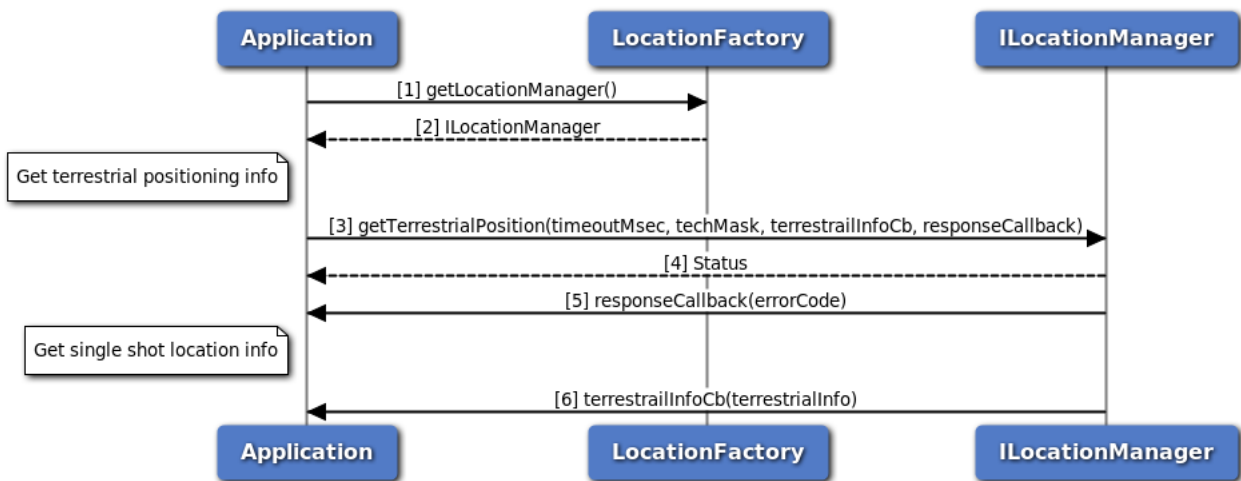 Application
LocationFactory
ILocationManager
[1] getLocationManager()
[2] ILocationManager
Get terrestrial positioning info
[3] getTerrestrialPosition(timeoutMsec, techMask, terrestrailInfoCb, responseCallback)
[4] Status
[5] responseCallback(errorCode)
Get single shot location info
[6] terrestrailInfoCb(terrestrialInfo)
Application
LocationFactory
ILocationManager